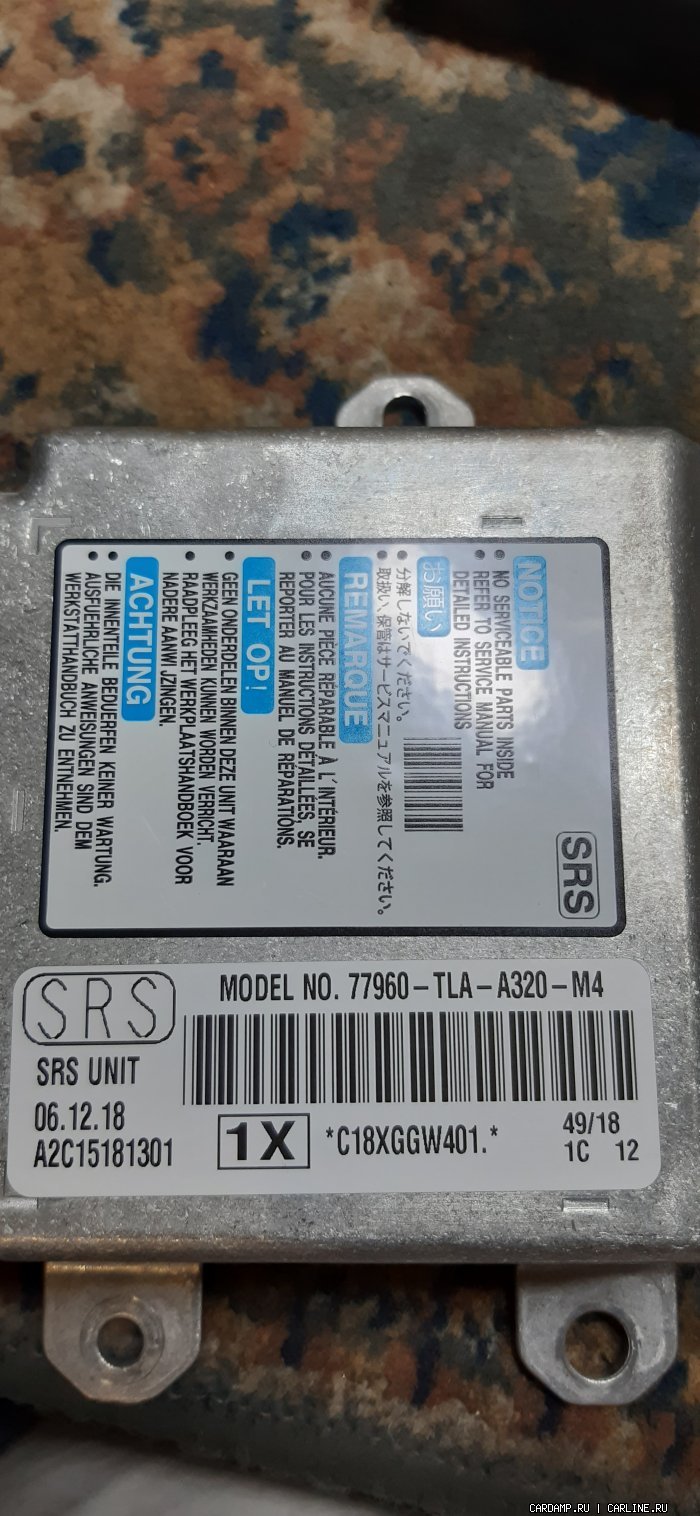 NOTICE
● NO SERVICEABLE PARTS INSIDE
● REFER TO SERVICE MANUAL FOR
DETAILED INSTRUCTIONS
お願い
● 分解しないでください。
● 取扱い、保管はサービスマニュアルを参照してください。
REMARQUE
● AUCUNE PIECE REPARABLE À L'INTÉRIEUR.
● POUR LES INSTRUCTIONS DETAILLÉES, SE
REPORTER AU MANUEL DE REPARATIONS.
LET OP!
● GEEN ONDERDELEN BINNEN DEZE UNIT WAARAAN
WERKZAAMHEDEN KUNNEN WORDEN VERRICHT.
● RAADPLEEG HET WERKPLAATSHANDBOEK VOOR
NADERE AANWIJZINGEN.
ACHTUNG
● DIE INNENTEILE BEDUERFEN KEINER WARTUNG.
● AUSFUEHRLICHE ANWEISUNGEN SIND DEM
WERKSTATTHANDBUCH ZU ENTNEHMEN.
SRS
SRS
MODEL NO. 77960-TLA-A320-M4
SRS UNIT
06.12.18
A2C15181301
1X
*C18XGGW401.*
49/18
1C 12
CARDAMP.RU | CARLINE.RU